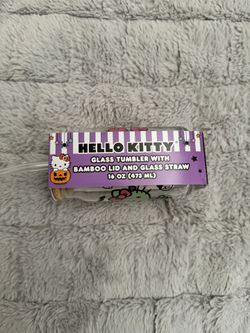 HELLO KITTY
GLASS TUMBLER WITH
BAMBOO LID AND GLASS STRAW
16 OZ (473 ML)